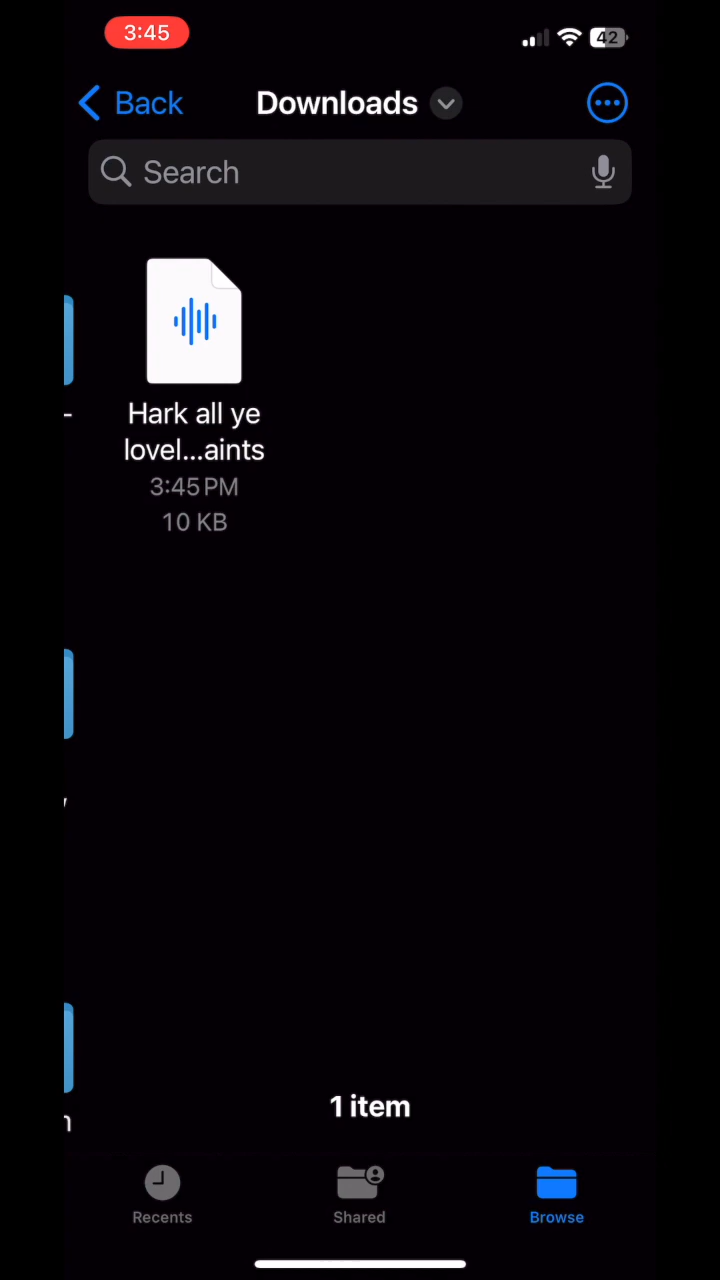 3:45
42
Back
Downloads
Search
Hark all ye
lovel...aints
3:45 PM
10 KB
1 item
Recents
Shared
Browse